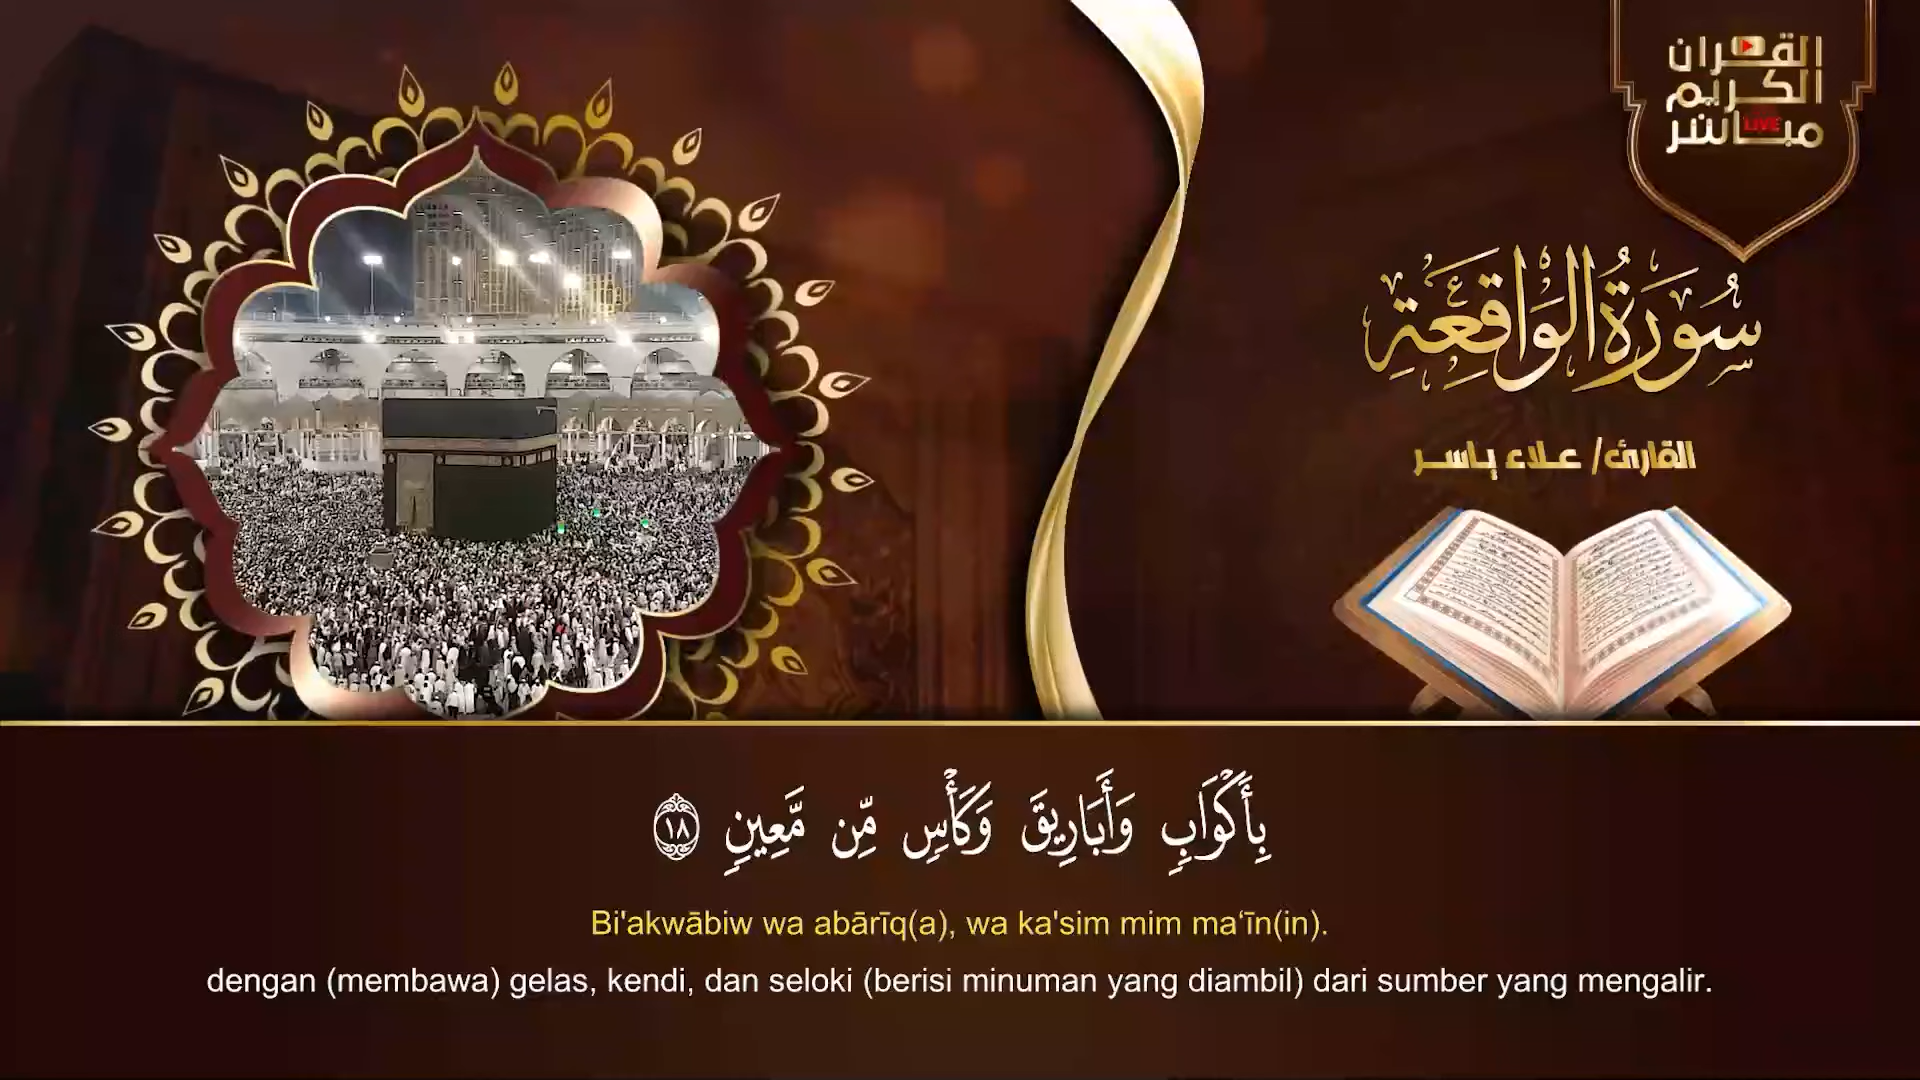 القرآن
الكريم
مباشر
LIVE
سُورَةُ الوَاقِعَةِ
القارئ/ علاء ياسر
بِأَكْوَابٍ وَأَبَارِيقَ وَكَأْسٍ مِّن مَّعِينٍ ١٨
Bi'akwābiw wa abārīq(a), wa ka'sim mim ma‘īn(in).
dengan (membawa) gelas, kendi, dan seloki (berisi minuman yang diambil) dari sumber yang mengalir.